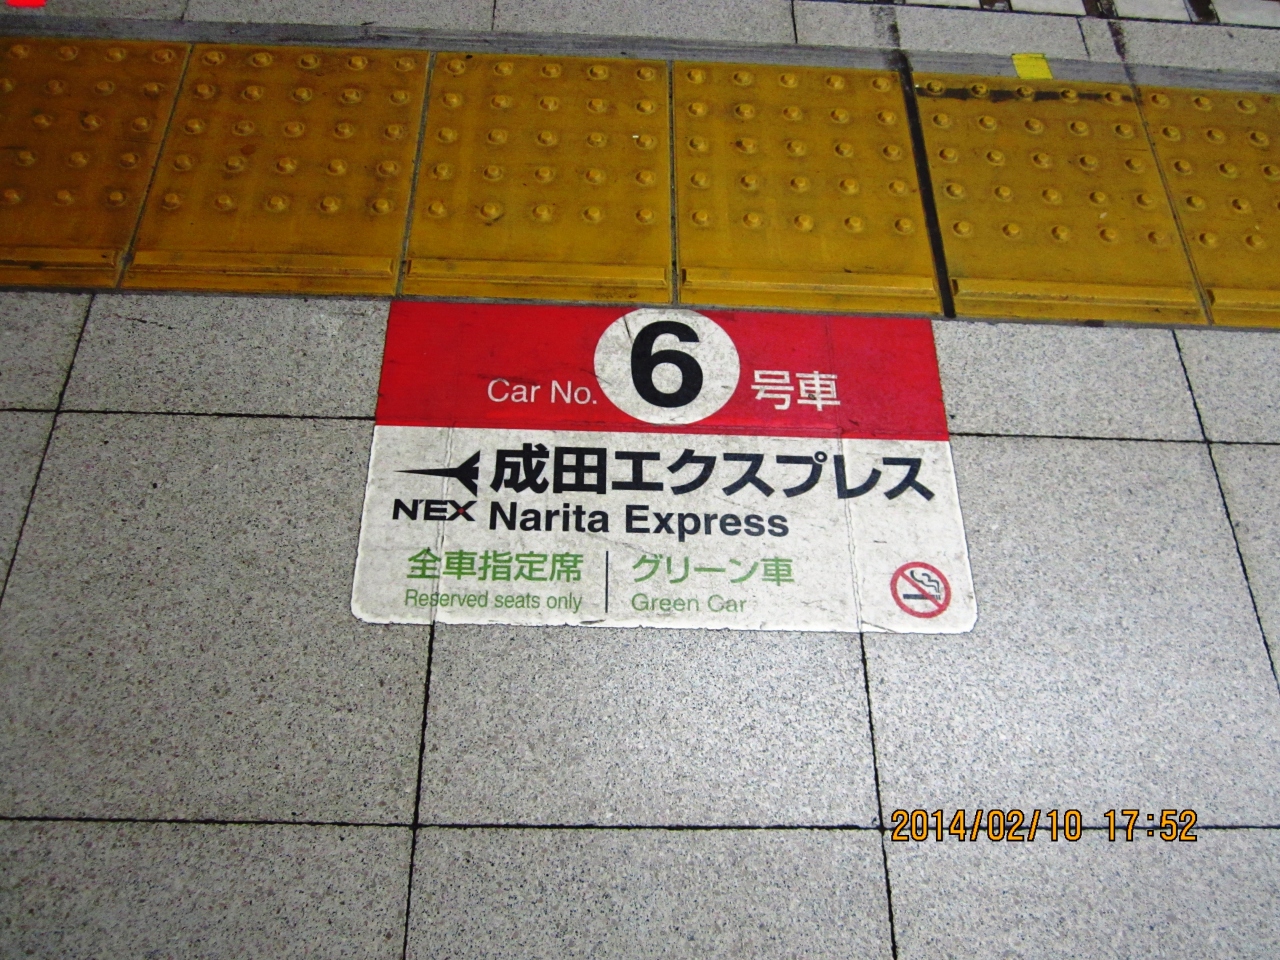 Car No. 6 号車
成田エクスプレス
N'EX Narita Express
全車指定席 グリーン車
Reserved seats only Green Car
2014/02/10 17:52